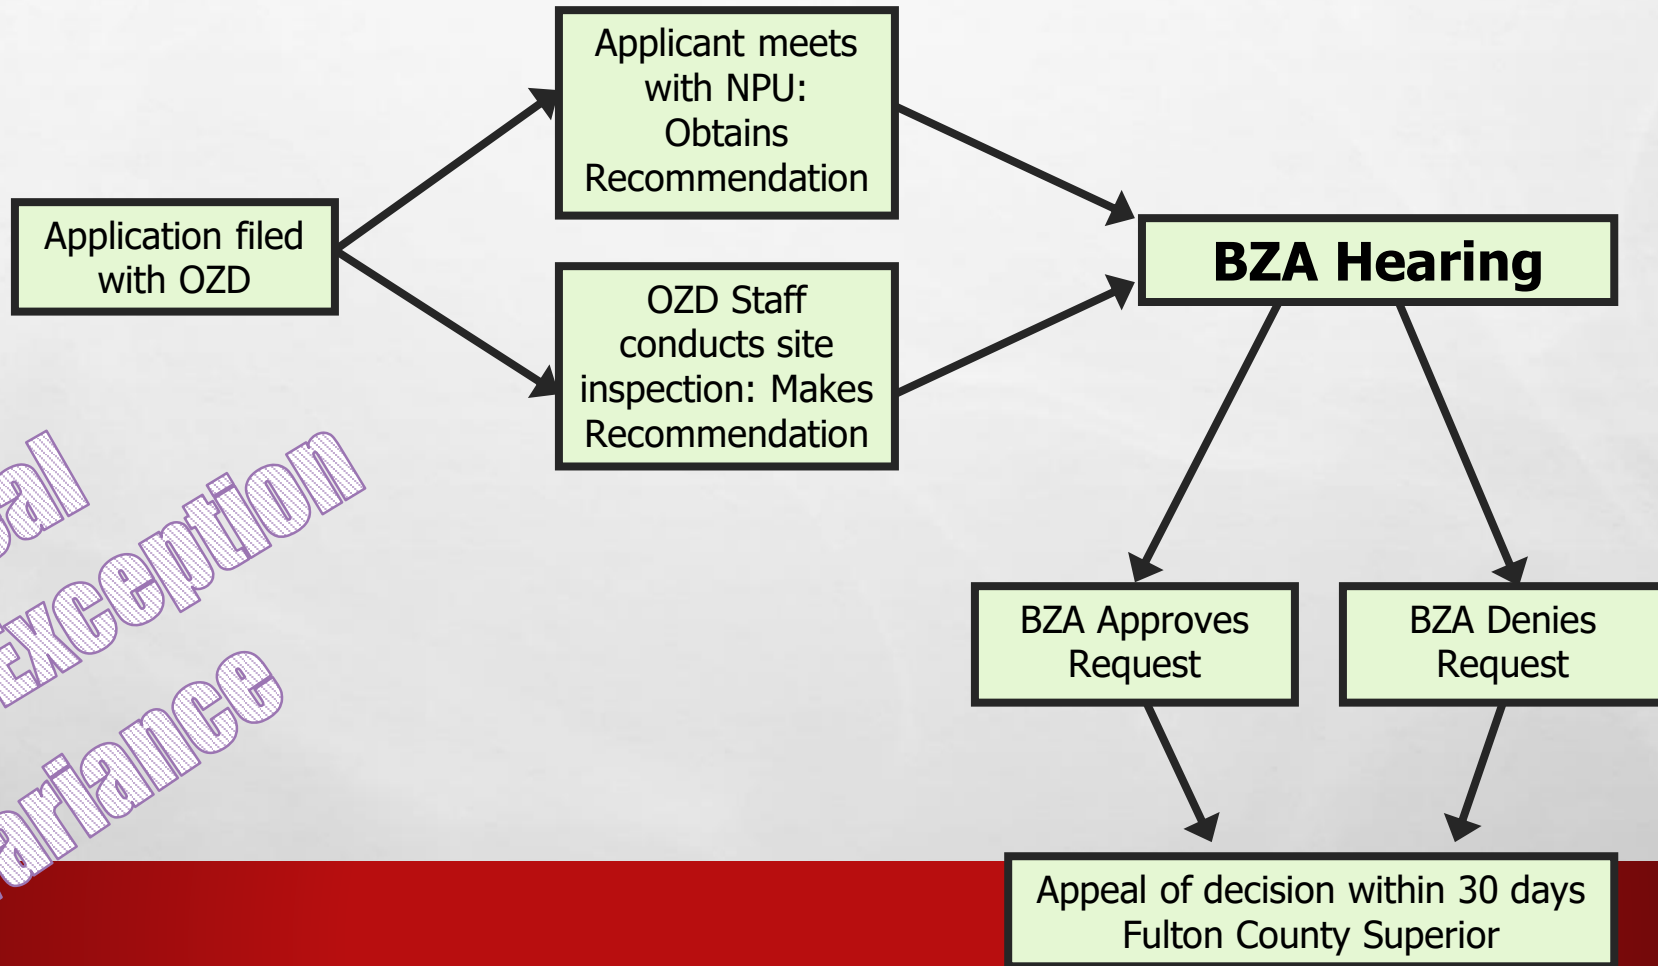 Application filed
with OZD
Applicant meets
with NPU:
Obtains
Recommendation
OZD Staff
conducts site
inspection: Makes
Recommendation
BZA Hearing
BZA Approves
Request
BZA Denies
Request
Appeal of decision within 30 days
Fulton County Superior
Exception